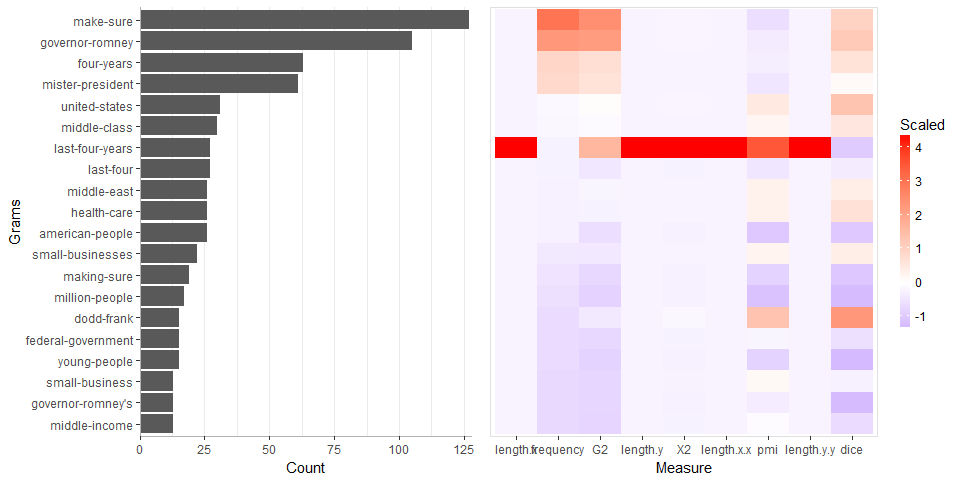 make-sure
governor-romney
four-years
mister-president
united-states
middle-class
last-four-years
last-four
middle-east
health-care
american-people
small-businesses
making-sure
million-people
dodd-frank
federal-government
young-people
small-business
governor-romney's
middle-income
Grams
0 25 50 75 100 125
Count
length.x frequency G2 length.y X2 length.x.x pmi length.y.y dice
Measure
Scaled
4
3
2
1
0
-1